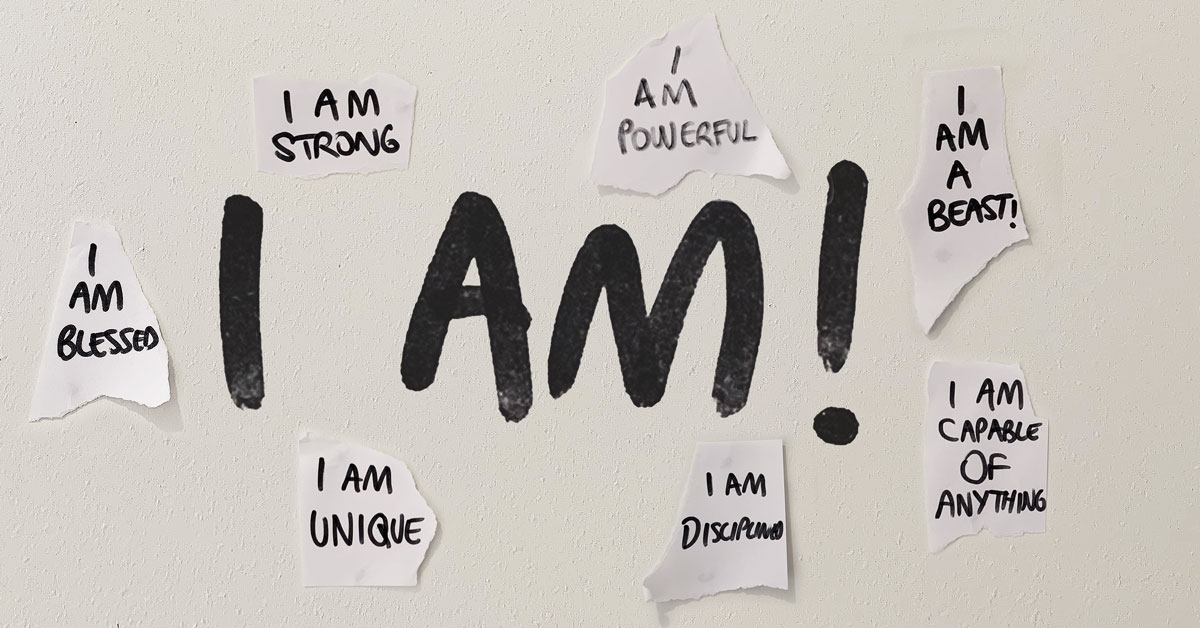 I AM
STRONG
I
AM
POWERFUL
I
AM
A
BEAST!
I
AM
BLESSED
I AM!
I AM
CAPABLE
OF
ANYTHING
I AM
UNIQUE
I AM
DISCIPLINED